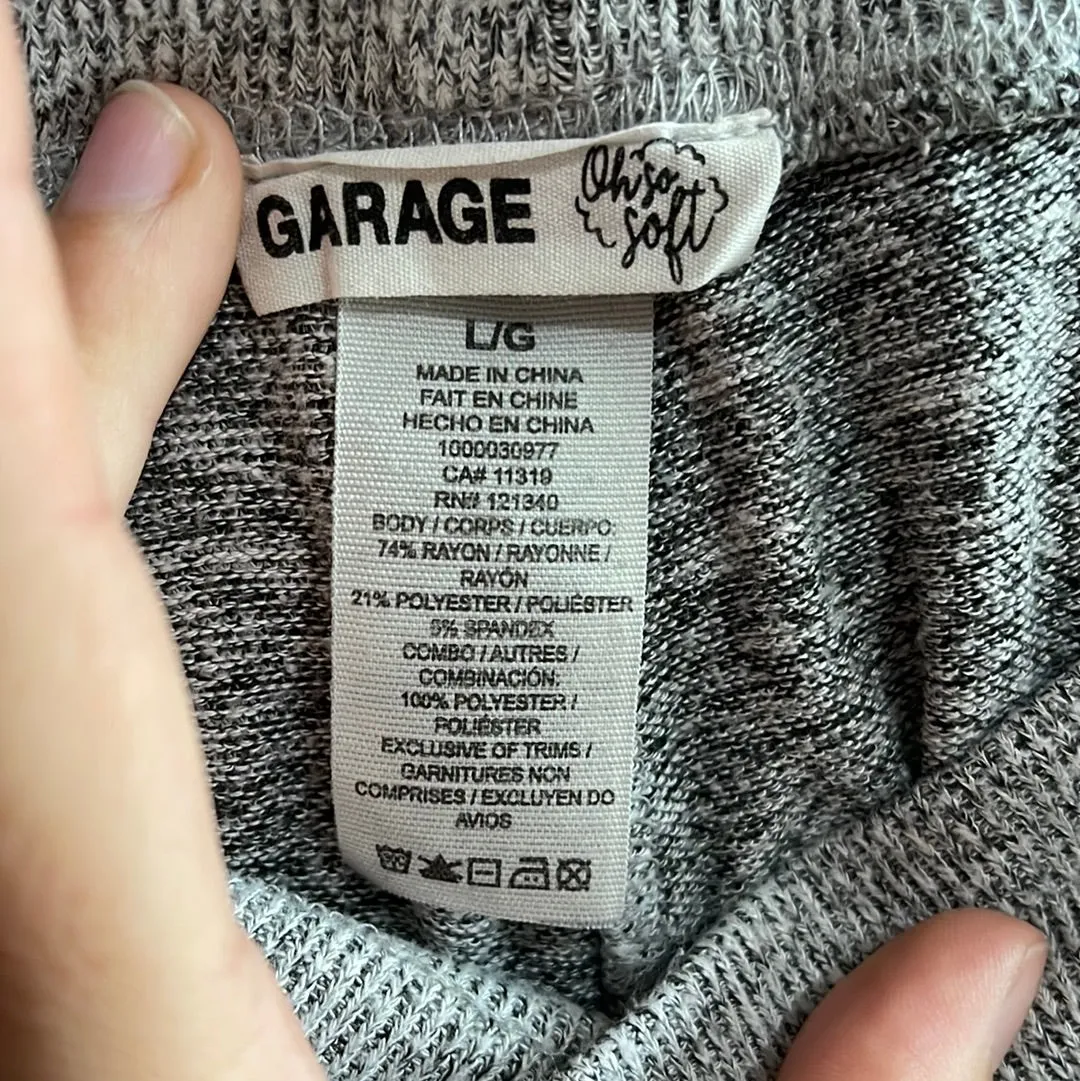 GARAGE
Oh so
soft
L/G
MADE IN CHINA
FAIT EN CHINE
HECHO EN CHINA
1000030977
CA# 11319
RN# 121340
BODY / CORPS / CUERPO:
74% RAYON / RAYONNE /
RAYÓN
21% POLYESTER / POLIÉSTER
5% SPANDEX
COMBO / AUTRES /
COMBINACIÓN:
100% POLYESTER /
POLIÉSTER
EXCLUSIVE OF TRIMS /
GARNITURES NON
COMPRISES / EXCLUYEN DO
AVIOS